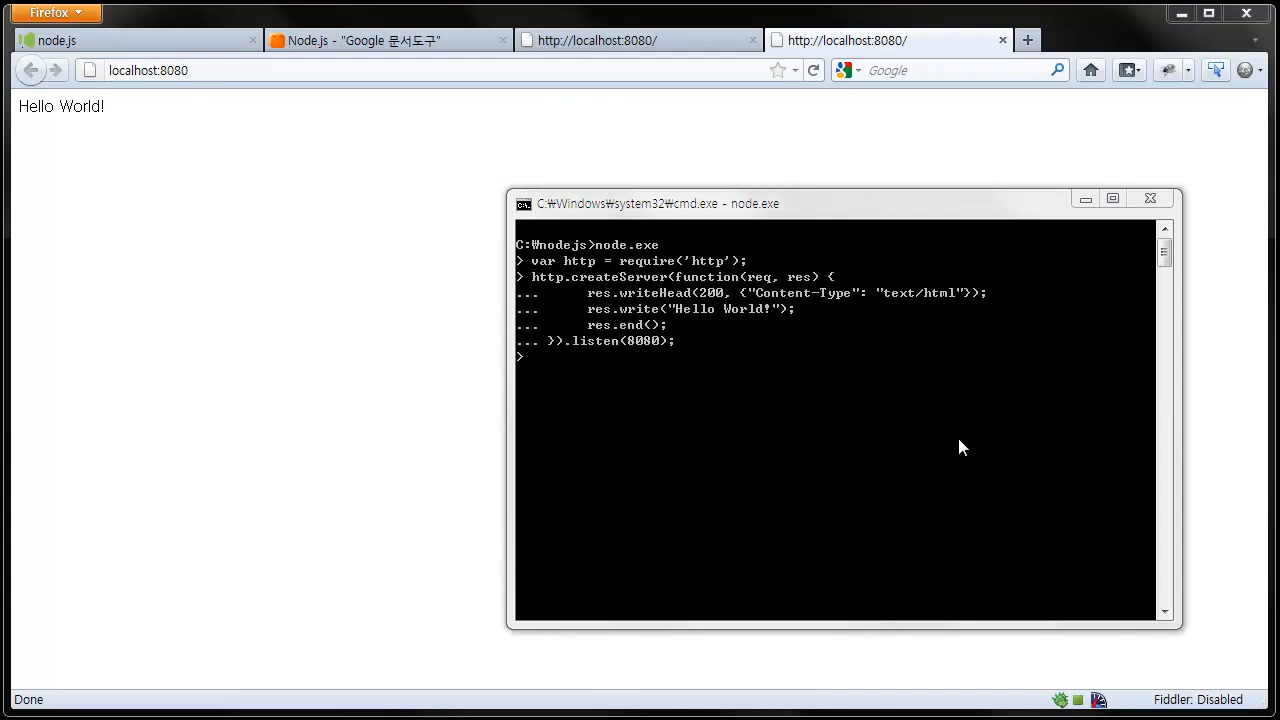 Firefox
node.js
Node.js - "Google 문서도구"
http://localhost:8080/
http://localhost:8080/
localhost:8080
Google
Hello World!
C:₩Windows₩system32₩cmd.exe - node.exe
C:₩nodejs>node.exe
> var http = require('http');
> http.createServer(function(req, res) {
... res.writeHead(200, {"Content-Type": "text/html"});
... res.write("Hello World!");
... res.end();
... }).listen(8080);
>
Done
Fiddler: Disabled